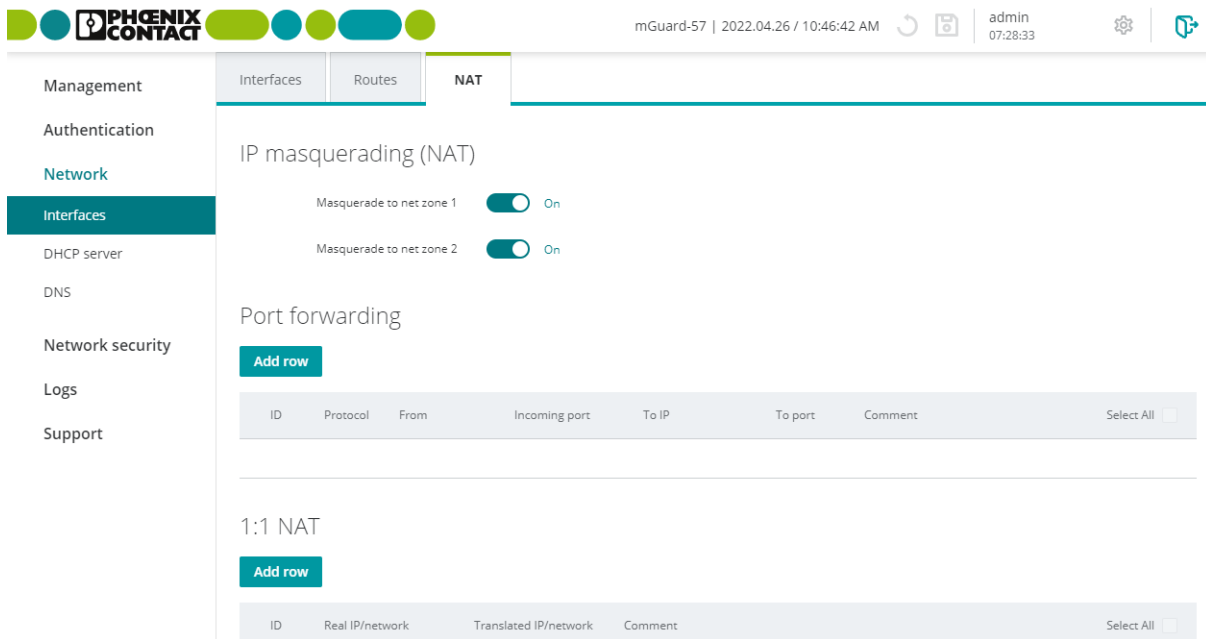 PHŒNIX
CONTACT
mGuard-57 | 2022.04.26 / 10:46:42 AM
admin
07:28:33
Management
Authentication
Network
Interfaces
DHCP server
DNS
Network security
Logs
Support
Interfaces Routes NAT
IP masquerading (NAT)
Masquerade to net zone 1 On
Masquerade to net zone 2 On
Port forwarding
Add row
ID Protocol From Incoming port To IP To port Comment Select All
1:1 NAT
Add row
ID Real IP/network Translated IP/network Comment Select All